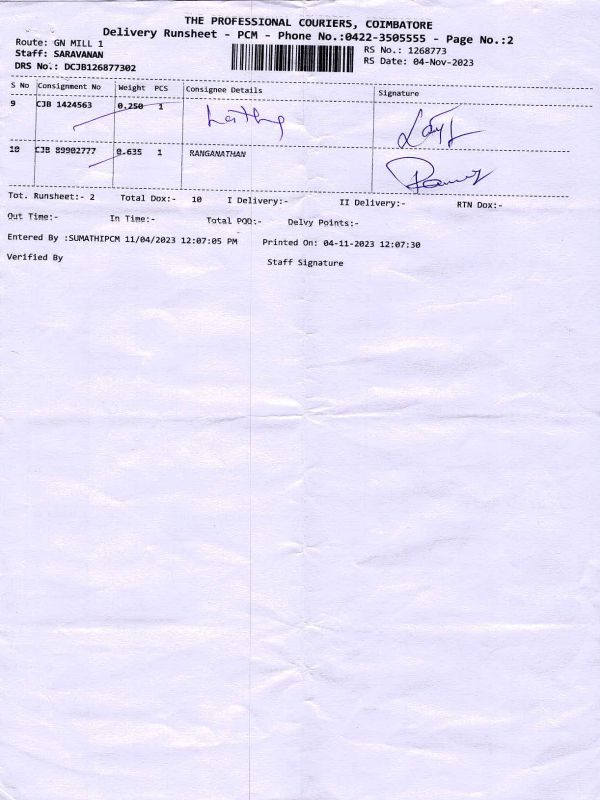 THE PROFESSIONAL COURIERS, COIMBATORE
Delivery Runsheet - PCM - Phone No.:0422-3505555 - Page No.:2
Route: GN MILL 1
RS No.: 1268773
Staff: SARAVANAN
RS Date: 04-Nov-2023
DRS No.: DCJB126877302
S No Consignment No Weight PCS Consignee Details Signature
9 CJB 1424563 0.250 1
10 CJB 89902777 0.635 1 RANGANATHAN
Tot. Runsheet:- 2 Total Dox:- 10 I Delivery:- II Delivery:- RTN Dox:-
Out Time:- In Time:- Total POD:- Delvy Points:-
Entered By :SUMATHIPCM 11/04/2023 12:07:05 PM Printed On: 04-11-2023 12:07:30
Verified By Staff Signature